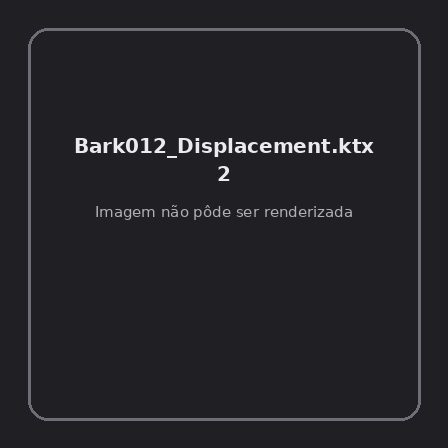 Bark012_Displacement.ktx
2
Imagem não pôde ser renderizada